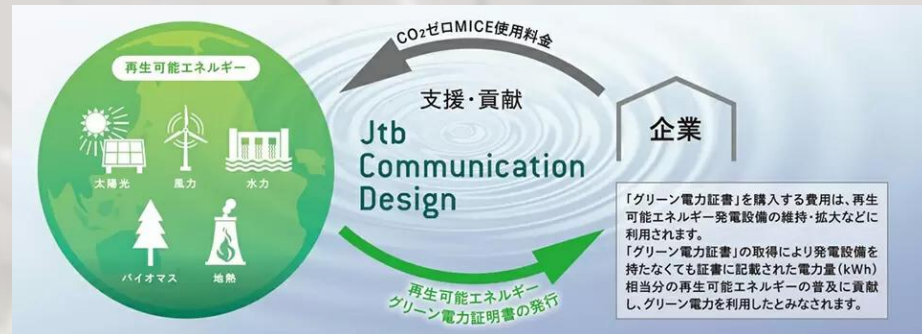 再生可能エネルギー
太陽光
風力
水力
バイオマス
地熱
CO₂ゼロMICE使用料金
支援・貢献
Jtb
Communication
Design
再生可能エネルギー
グリーン電力証明書の発行
企業
「グリーン電力証書」を購入する費用は、再生
可能エネルギー発電設備の維持・拡大などに
利用されます。
「グリーン電力証書」の取得により発電設備を
持たなくても証書に記載された電力量(kWh)
相当分の再生可能エネルギーの普及に貢献
し、グリーン電力を利用したとみなされます。